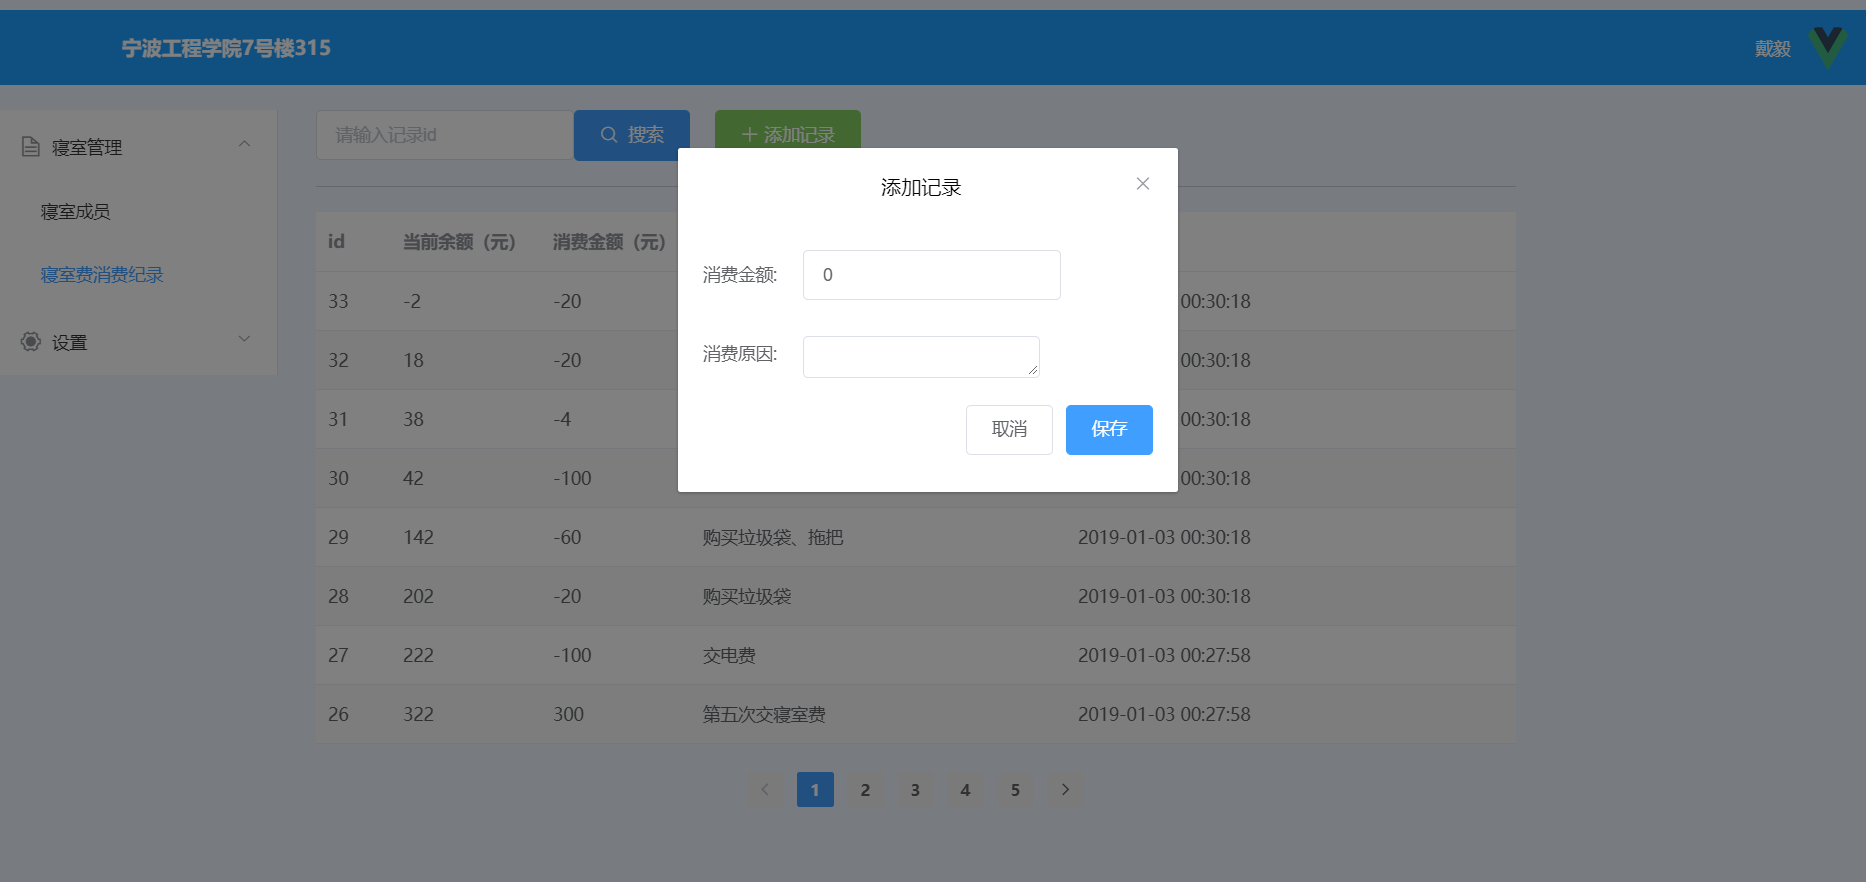 宁波工程学院7号楼315
戴毅
寝室管理
寝室成员
寝室费消费纪录
设置
请输入记录id
搜索
添加记录
添加记录
消费金额:
0
消费原因:
取消
保存
id 当前余额（元） 消费金额（元）
33 -2 -20 00:30:18
32 18 -20 00:30:18
31 38 -4 00:30:18
30 42 -100 00:30:18
29 142 -60 购买垃圾袋、拖把 2019-01-03 00:30:18
28 202 -20 购买垃圾袋 2019-01-03 00:30:18
27 222 -100 交电费 2019-01-03 00:27:58
26 322 300 第五次交寝室费 2019-01-03 00:27:58
1 2 3 4 5